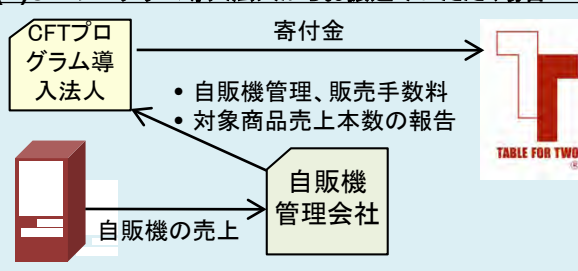 CFTプロ
グラム導
入法人
寄付金
• 自販機管理、販売手数料
• 対象商品売上本数の報告
TABLE FOR TWO
®
自販機
管理会社
自販機の売上